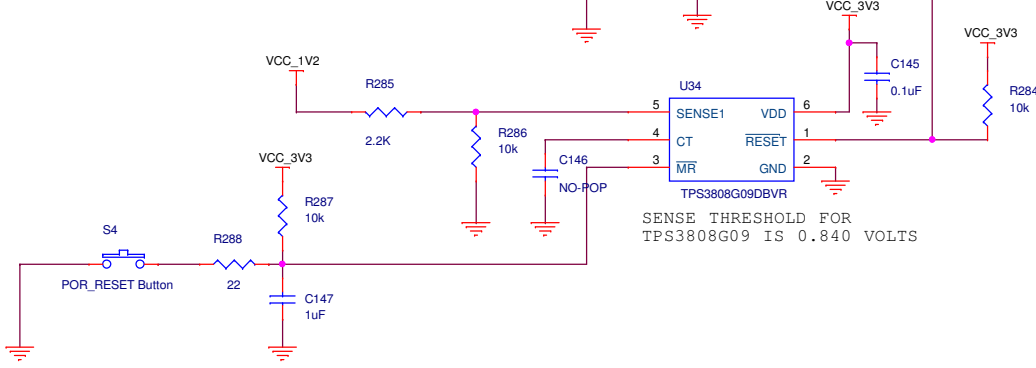 VCC_3V3
VCC_3V3
VCC_1V2
C145
R285
U34
0.1uF
R284
10k
5
SENSE1
VDD
6
R286
10k
2.2K
4
CT
RESET
1
VCC_3V3
C146
3
MR
GND
2
NO-POP
TPS3808G09DBVR
R287
10k
SENSE THRESHOLD FOR
TPS3808G09 IS 0.840 VOLTS
S4
R288
POR_RESET Button
22
C147
1uF